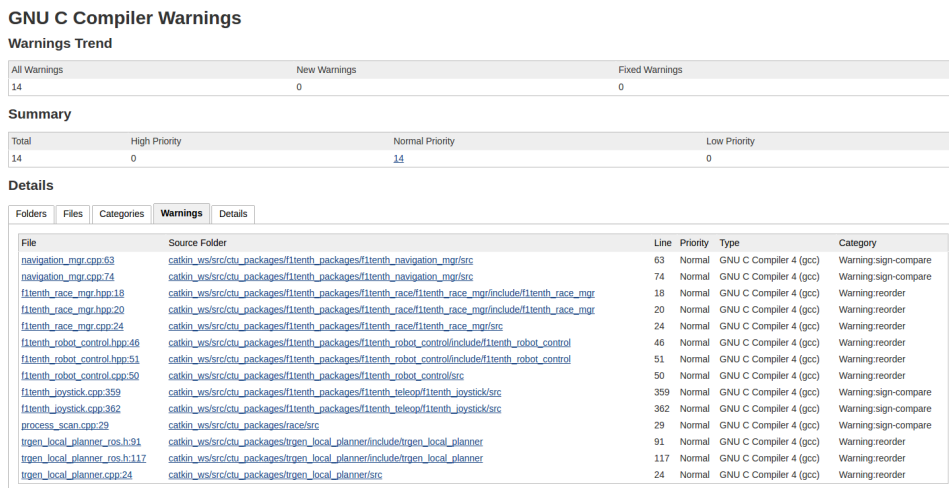 GNU C Compiler Warnings
Warnings Trend
All Warnings New Warnings Fixed Warnings
14 0 0
Summary
Total High Priority Normal Priority Low Priority
14 0 14 0
Details
Folders Files Categories Warnings Details
File Source Folder Line Priority Type Category
navigation_mgr.cpp:63 catkin_ws/src/ctu_packages/f1tenth_packages/f1tenth_navigation_mgr/src 63 Normal GNU C Compiler 4 (gcc) Warning:sign-compare
navigation_mgr.cpp:74 catkin_ws/src/ctu_packages/f1tenth_packages/f1tenth_navigation_mgr/src 74 Normal GNU C Compiler 4 (gcc) Warning:sign-compare
f1tenth_race_mgr.hpp:18 catkin_ws/src/ctu_packages/f1tenth_packages/f1tenth_race/f1tenth_race_mgr/include/f1tenth_race_mgr 18 Normal GNU C Compiler 4 (gcc) Warning:reorder
f1tenth_race_mgr.hpp:20 catkin_ws/src/ctu_packages/f1tenth_packages/f1tenth_race/f1tenth_race_mgr/include/f1tenth_race_mgr 20 Normal GNU C Compiler 4 (gcc) Warning:reorder
f1tenth_race_mgr.cpp:24 catkin_ws/src/ctu_packages/f1tenth_packages/f1tenth_race/f1tenth_race_mgr/src 24 Normal GNU C Compiler 4 (gcc) Warning:reorder
f1tenth_robot_control.hpp:46 catkin_ws/src/ctu_packages/f1tenth_packages/f1tenth_robot_control/include/f1tenth_robot_control 46 Normal GNU C Compiler 4 (gcc) Warning:reorder
f1tenth_robot_control.hpp:51 catkin_ws/src/ctu_packages/f1tenth_packages/f1tenth_robot_control/include/f1tenth_robot_control 51 Normal GNU C Compiler 4 (gcc) Warning:reorder
f1tenth_robot_control.cpp:50 catkin_ws/src/ctu_packages/f1tenth_packages/f1tenth_robot_control/src 50 Normal GNU C Compiler 4 (gcc) Warning:reorder
f1tenth_joystick.cpp:359 catkin_ws/src/ctu_packages/f1tenth_packages/f1tenth_teleop/f1tenth_joystick/src 359 Normal GNU C Compiler 4 (gcc) Warning:sign-compare
f1tenth_joystick.cpp:362 catkin_ws/src/ctu_packages/f1tenth_packages/f1tenth_teleop/f1tenth_joystick/src 362 Normal GNU C Compiler 4 (gcc) Warning:sign-compare
process_scan.cpp:29 catkin_ws/src/ctu_packages/race/src 29 Normal GNU C Compiler 4 (gcc) Warning:sign-compare
trgen_local_planner_ros.h:91 catkin_ws/src/ctu_packages/trgen_local_planner/include/trgen_local_planner 91 Normal GNU C Compiler 4 (gcc) Warning:reorder
trgen_local_planner_ros.h:117 catkin_ws/src/ctu_packages/trgen_local_planner/include/trgen_local_planner 117 Normal GNU C Compiler 4 (gcc) Warning:reorder
trgen_local_planner.cpp:24 catkin_ws/src/ctu_packages/trgen_local_planner/src 24 Normal GNU C Compiler 4 (gcc) Warning:reorder